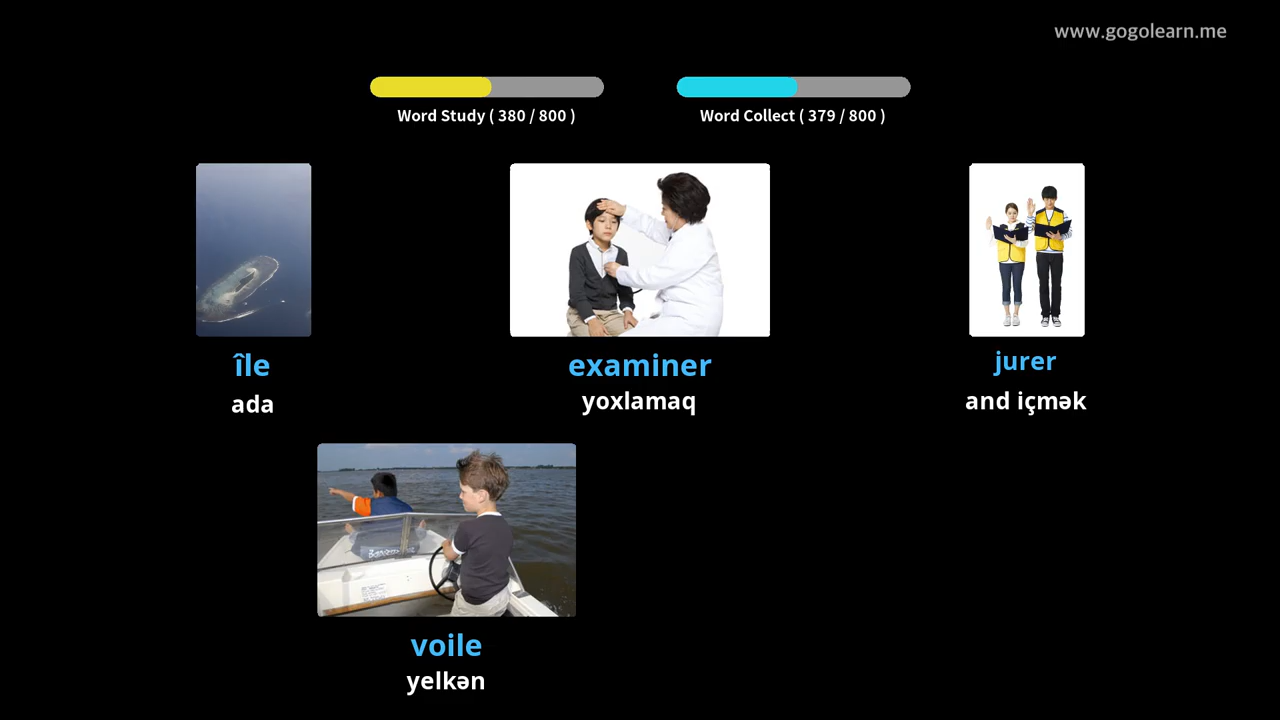 www.gogolearn.me
Word Study ( 380 / 800 )
Word Collect ( 379 / 800 )
île
examiner
jurer
ada
yoxlamaq
and içmək
voile
yelkən